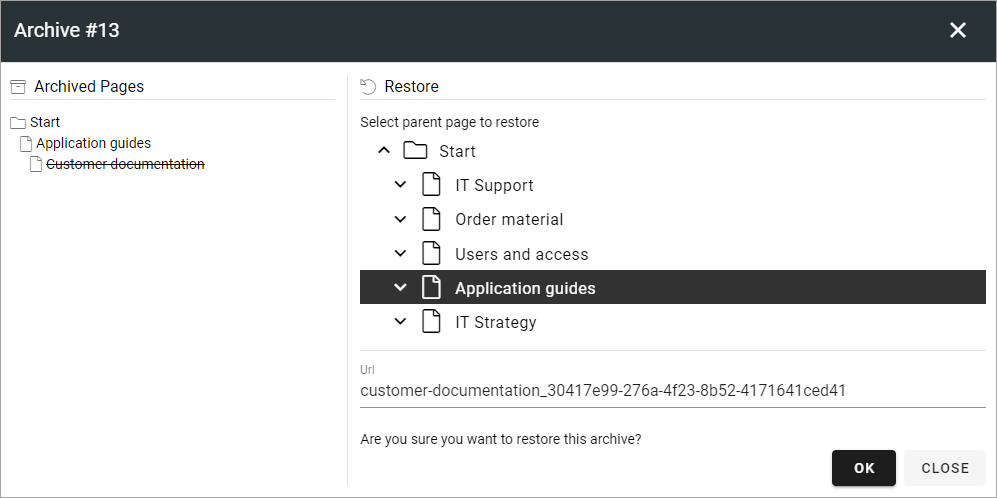 Archive #13
Archived Pages
Start
Application guides
Customer documentation
Restore
Select parent page to restore
Start
IT Support
Order material
Users and access
Application guides
IT Strategy
Url
customer-documentation_30417e99-276a-4f23-8b52-4171641ced41
Are you sure you want to restore this archive?
OK
CLOSE